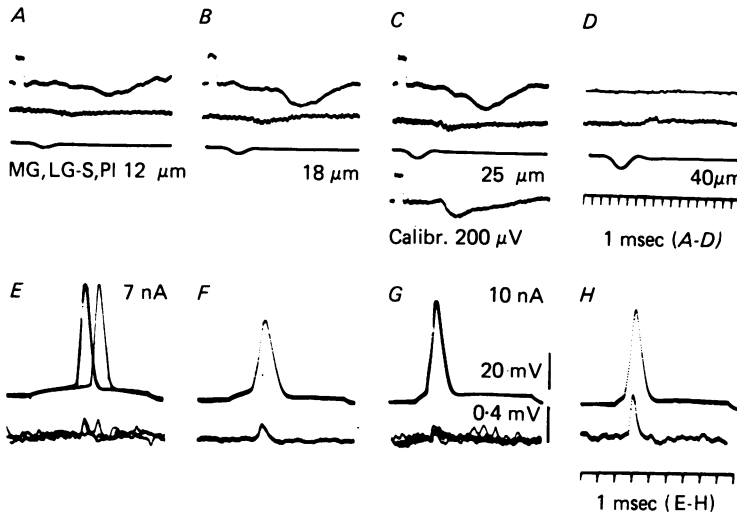 A B C D
MG, LG-S, Pl 12 μm 18 μm 25 μm 40μm
Calibr. 200 μV 1 msec (A-D)
E 7 nA F G 10 nA H
20·mV
0·4 mV
1 msec (E-H)